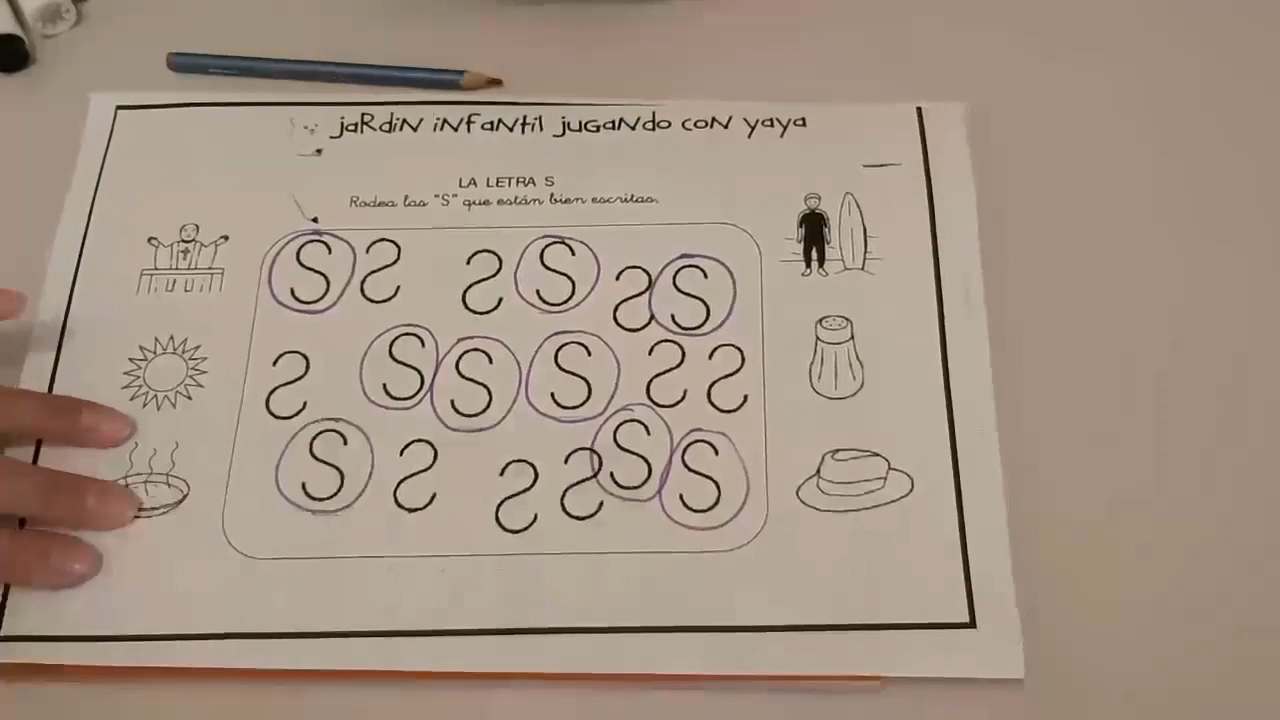 jaRdiN iNfaNtil jugaNdo coN yaya
LA LETRA S
Rodea las "S" que están bien escritas.
S S S S S S
S S S S S S
S S S S S S